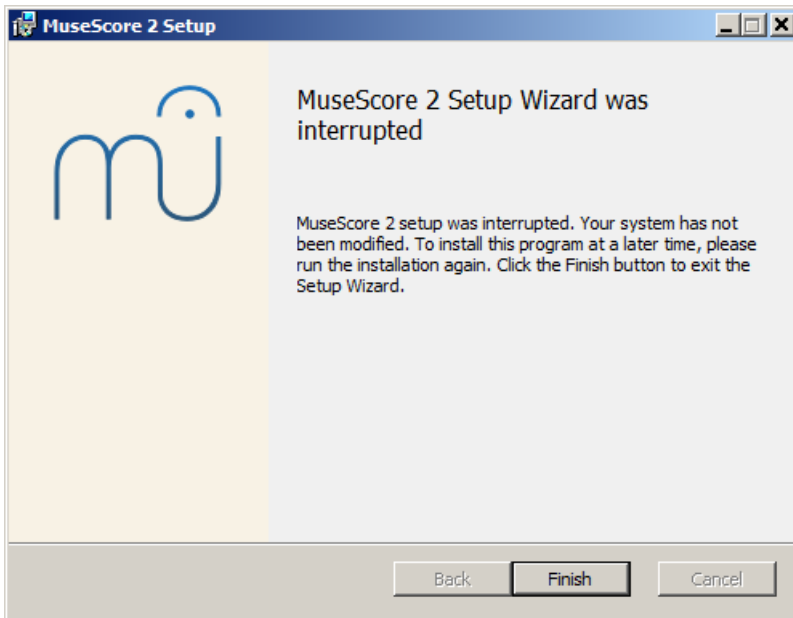 MuseScore 2 Setup
MuseScore 2 Setup Wizard was
interrupted
MuseScore 2 setup was interrupted. Your system has not
been modified. To install this program at a later time, please
run the installation again. Click the Finish button to exit the
Setup Wizard.
Back Finish Cancel